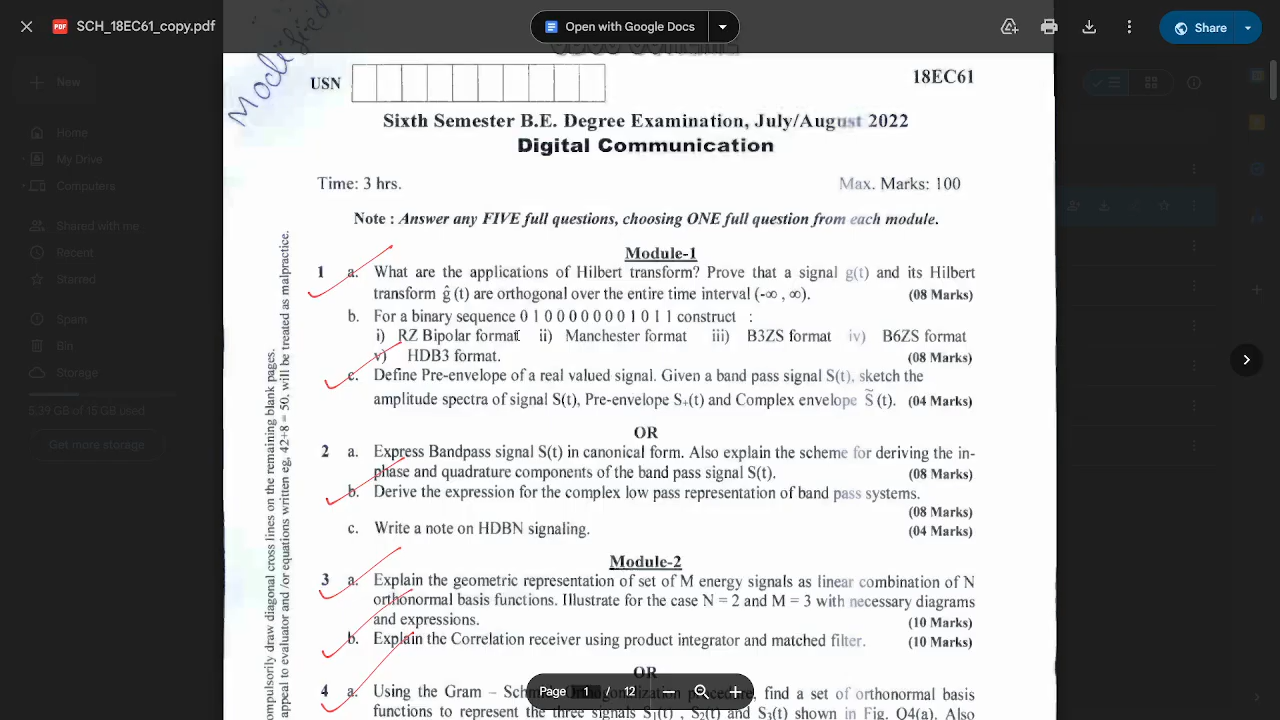 SCH_18EC61_copy.pdf
Open with Google Docs
Share
New
Home
My Drive
Computers
Shared with me
Recent
Starred
Spam
Bin
Storage
5.39 GB of 15 GB used
Get more storage
Modified
USN
18EC61
Sixth Semester B.E. Degree Examination, July/August 2022
Digital Communication
Time: 3 hrs.
Max. Marks: 100
Note : Answer any FIVE full questions, choosing ONE full question from each module.
Module-1
1 a. What are the applications of Hilbert transform? Prove that a signal g(t) and its Hilbert
transform ĝ (t) are orthogonal over the entire time interval (-∞ , ∞). (08 Marks)
b. For a binary sequence 0 1 0 0 0 0 0 0 0 0 1 0 1 1 construct :
i) RZ Bipolar format ii) Manchester format iii) B3ZS format iv) B6ZS format
v) HDB3 format. (08 Marks)
c. Define Pre-envelope of a real valued signal. Given a band pass signal S(t), sketch the
amplitude spectra of signal S(t), Pre-envelope S₊(t) and Complex envelope S̃ (t). (04 Marks)
OR
2 a. Express Bandpass signal S(t) in canonical form. Also explain the scheme for deriving the in-
phase and quadrature components of the band pass signal S(t). (08 Marks)
b. Derive the expression for the complex low pass representation of band pass systems.
(08 Marks)
c. Write a note on HDBN signaling. (04 Marks)
Module-2
3 a. Explain the geometric representation of set of M energy signals as linear combination of N
orthonormal basis functions. Illustrate for the case N = 2 and M = 3 with necessary diagrams
and expressions. (10 Marks)
b. Explain the Correlation receiver using product integrator and matched filter. (10 Marks)
OR
4 a. Using the Gram – find a set of orthonormal basis
functions to represent the three signals S₁(t) , S₂(t) and S₃(t) shown in Fig. Q4(a). Also
Page 1 / 12
ompulsorily draw diagonal cross lines on the remaining blank pages.
appeal to evaluator and /or equations written eg, 42+8 = 50, will be treated as malpractice.